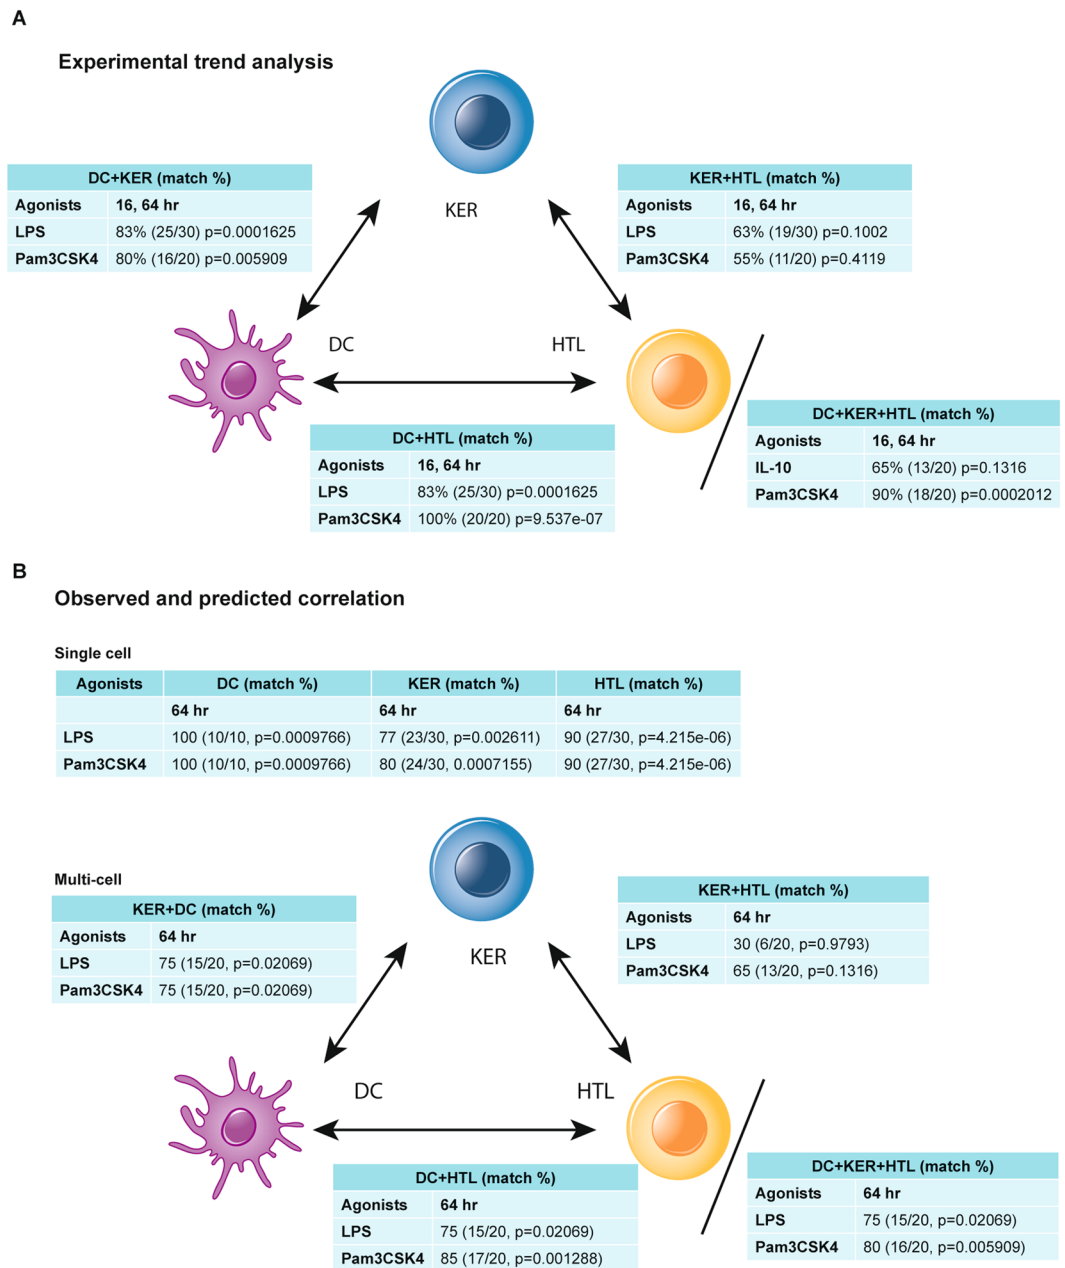 A
Experimental trend analysis
DC+KER (match %)
Agonists 16, 64 hr
LPS 83% (25/30) p=0.0001625
Pam3CSK4 80% (16/20) p=0.005909
KER
KER+HTL (match %)
Agonists 16, 64 hr
LPS 63% (19/30) p=0.1002
Pam3CSK4 55% (11/20) p=0.4119
DC
HTL
DC+HTL (match %)
Agonists 16, 64 hr
LPS 83% (25/30) p=0.0001625
Pam3CSK4 100% (20/20) p=9.537e-07
DC+KER+HTL (match %)
Agonists 16, 64 hr
IL-10 65% (13/20) p=0.1316
Pam3CSK4 90% (18/20) p=0.0002012
B
Observed and predicted correlation
Single cell
Agonists DC (match %) KER (match %) HTL (match %)
64 hr 64 hr 64 hr
LPS 100 (10/10, p=0.0009766) 77 (23/30, p=0.002611) 90 (27/30, p=4.215e-06)
Pam3CSK4 100 (10/10, p=0.0009766) 80 (24/30, 0.0007155) 90 (27/30, p=4.215e-06)
Multi-cell
KER+DC (match %)
Agonists 64 hr
LPS 75 (15/20, p=0.02069)
Pam3CSK4 75 (15/20, p=0.02069)
KER
KER+HTL (match %)
Agonists 64 hr
LPS 30 (6/20, p=0.9793)
Pam3CSK4 65 (13/20, p=0.1316)
DC
HTL
DC+HTL (match %)
Agonists 64 hr
LPS 75 (15/20, p=0.02069)
Pam3CSK4 85 (17/20, p=0.001288)
DC+KER+HTL (match %)
Agonists 64 hr
LPS 75 (15/20, p=0.02069)
Pam3CSK4 80 (16/20, p=0.005909)